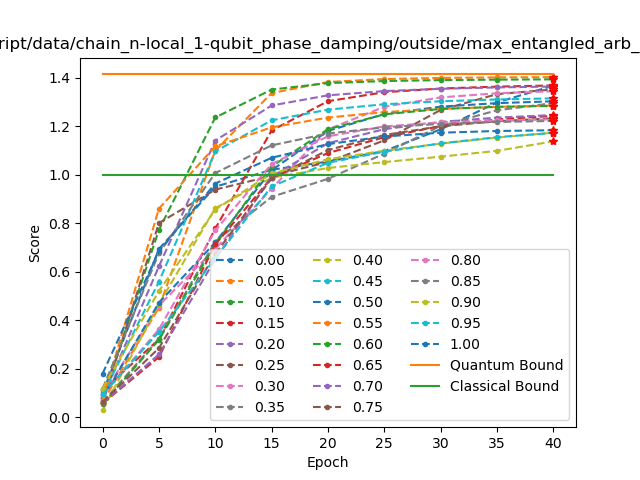 ript/data/chain_n-local_1-qubit_phase_damping/outside/max_entangled_arb_
Score
1.4
1.2
1.0
0.8
0.6
0.4
0.2
0.0
0.00 0.40 0.80
0.05 0.45 0.85
0.10 0.50 0.90
0.15 0.55 0.95
0.20 0.60 1.00
0.25 0.65 Quantum Bound
0.30 0.70 Classical Bound
0.35 0.75
0 5 10 15 20 25 30 35 40
Epoch